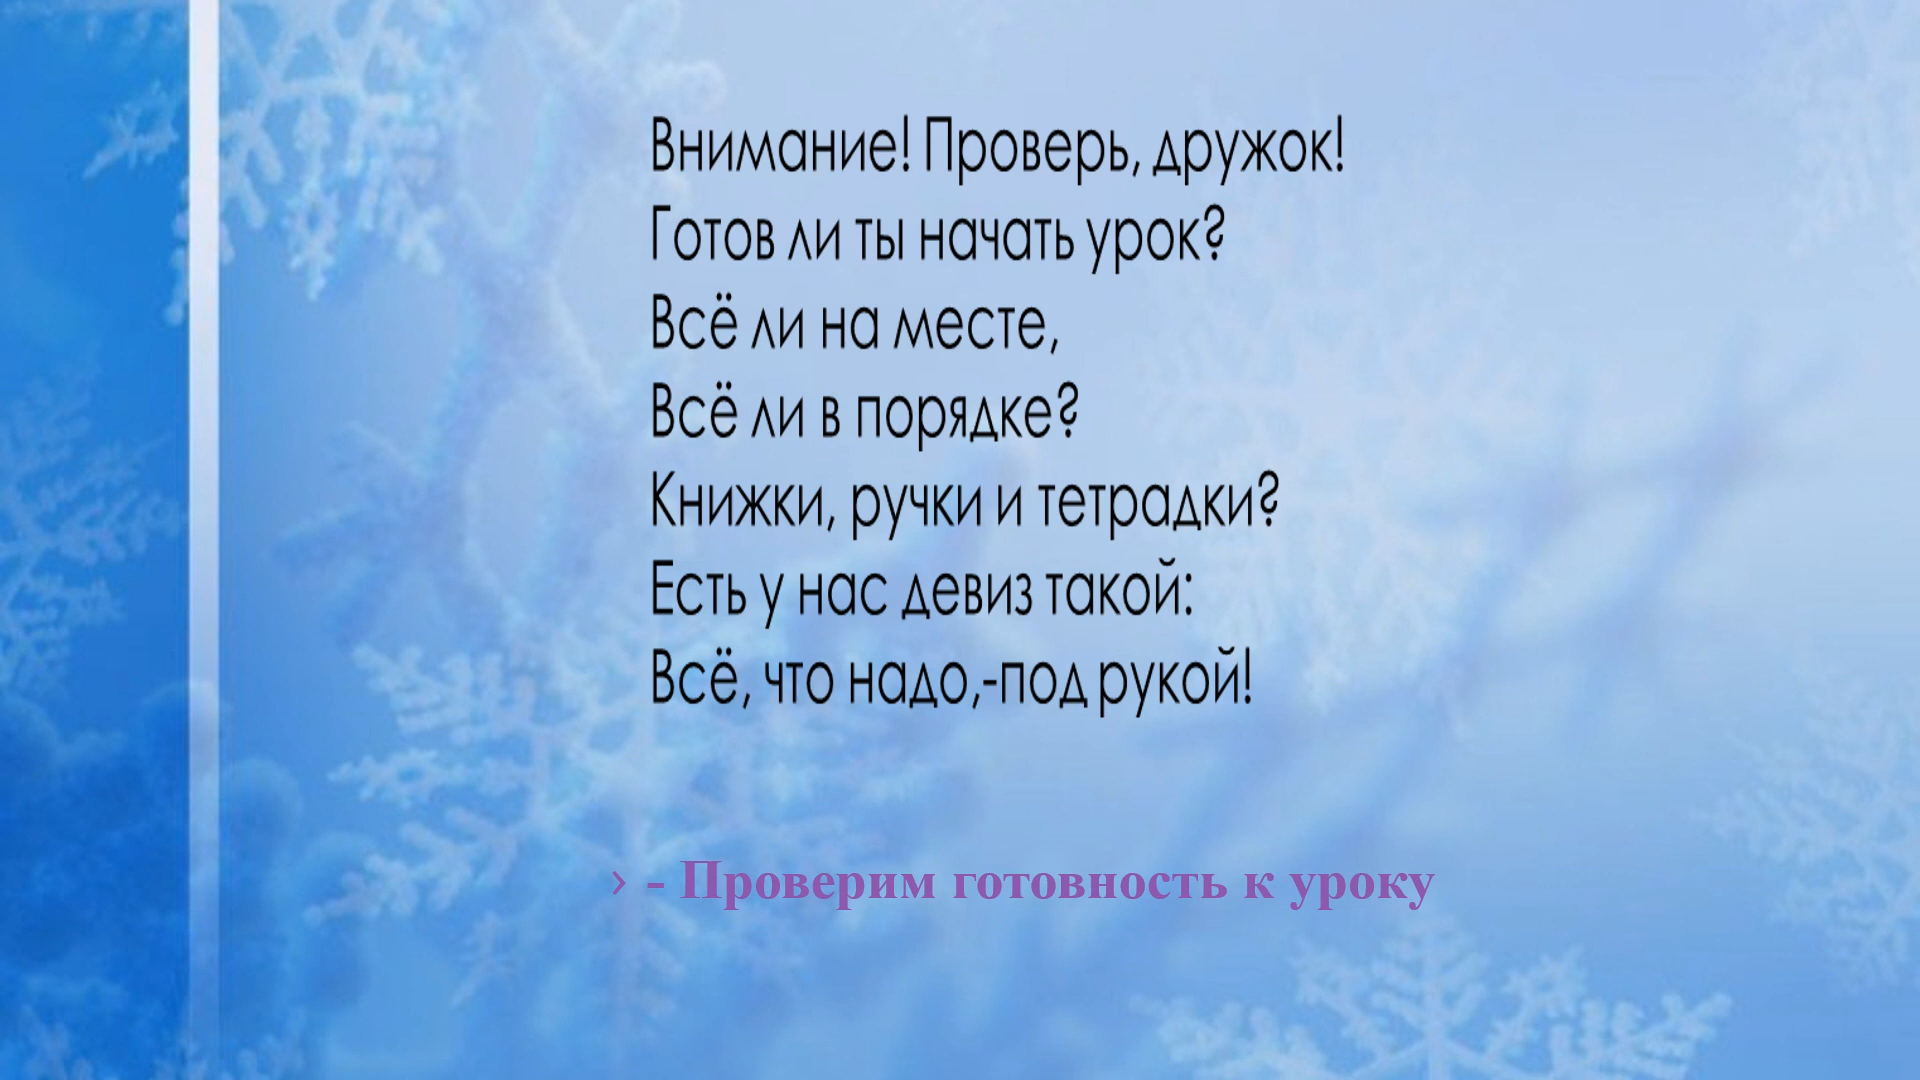 Внимание! Проверь, дружок!
Готов ли ты начать урок?
Всё ли на месте,
Всё ли в порядке?
Книжки, ручки и тетрадки?
Есть у нас девиз такой:
Всё, что надо,-под рукой!
› - Проверим готовность к уроку